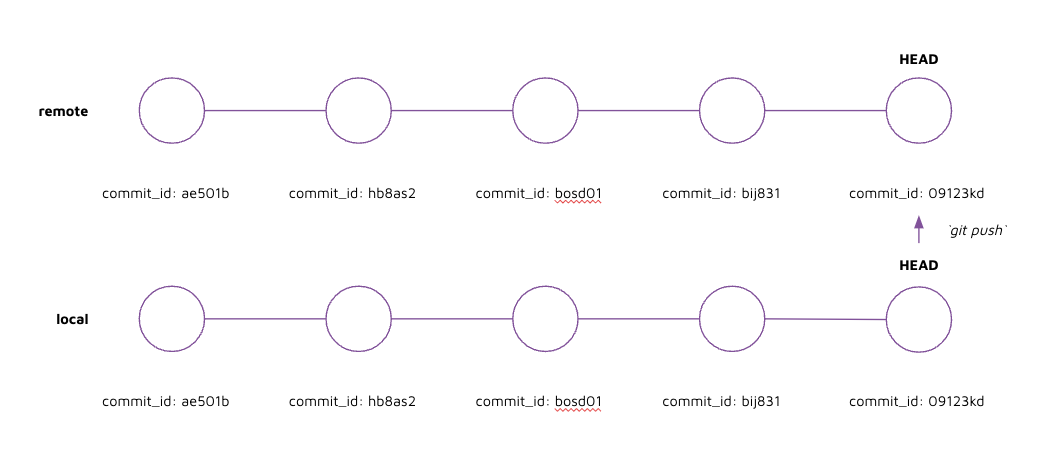 HEAD
remote
commit_id: ae501b commit_id: hb8as2 commit_id: bosd01 commit_id: bij831 commit_id: 09123kd
`git push`
HEAD
local
commit_id: ae501b commit_id: hb8as2 commit_id: bosd01 commit_id: bij831 commit_id: 09123kd